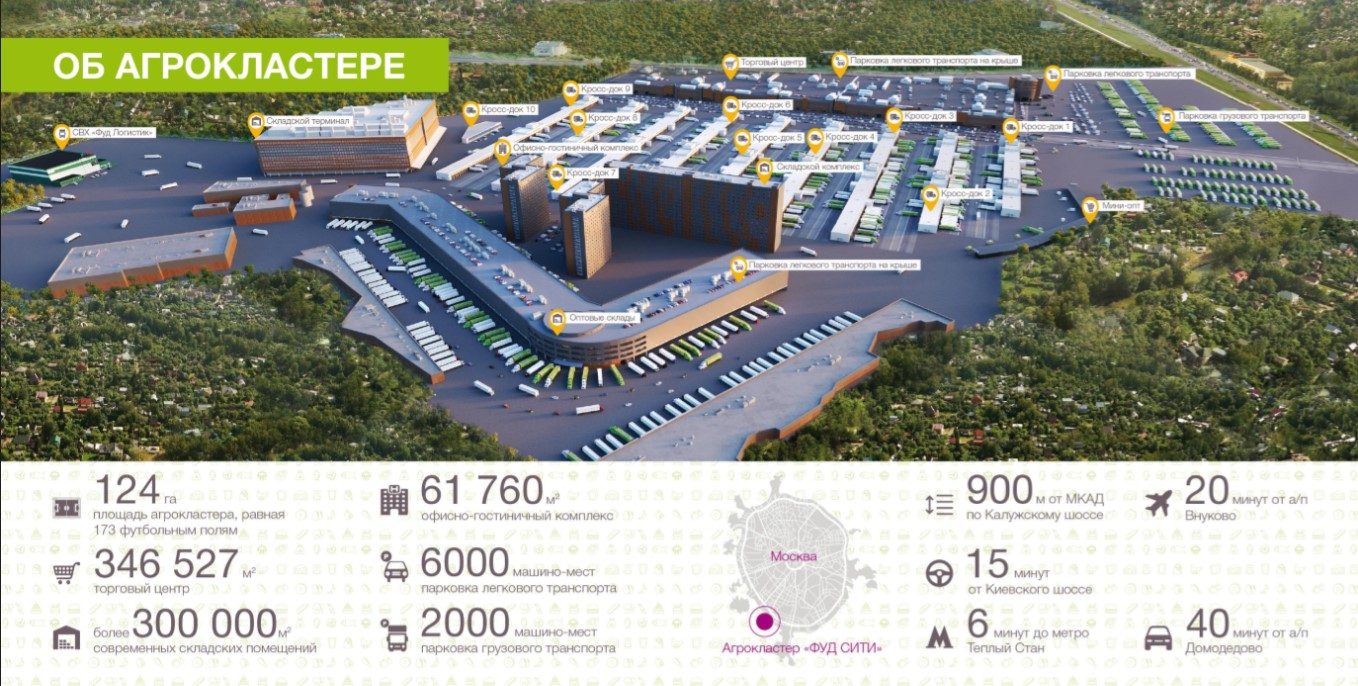 ОБ АГРОКЛАСТЕРЕ
Торговый центр
Парковка легкового транспорта на крыше
Парковка легкового транспорта
Кросс-док 9
Кросс-док 10
Кросс-док 8
Кросс-док 6
Кросс-док 3
Парковка грузового транспорта
СВХ «Фуд Логистик»
Складской терминал
Кросс-док 5
Кросс-док 4
Кросс-док 1
Офисно-гостиничный комплекс
Кросс-док 7
Складской комплекс
Кросс-док 2
Мини-опт
Парковка легкового транспорта на крыше
Оптовые склады
124 га
площадь агрокластера, равная
173 футбольным полям
346 527 м²
торговый центр
более 300 000 м²
современных складских помещений
61 760 м²
офисно-гостиничный комплекс
6000 машино-мест
парковка легкового транспорта
2000 машино-мест
парковка грузового транспорта
Москва
Агрокластер «ФУД СИТИ»
900 м от МКАД
по Калужскому шоссе
15 минут
от Киевского шоссе
6 минут до метро
Теплый Стан
20 минут от а/п
Внуково
40 минут от а/п
Домодедово